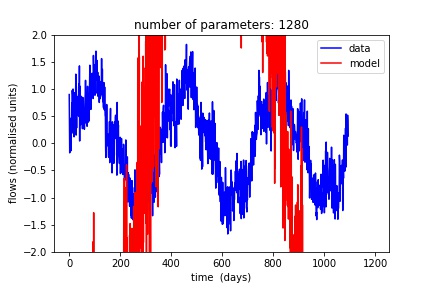 number of parameters: 1280
2.0
1.5
1.0
0.5
0.0
−0.5
−1.0
−1.5
−2.0
flows (normalised units)
data
model
0 200 400 600 800 1000 1200
time (days)